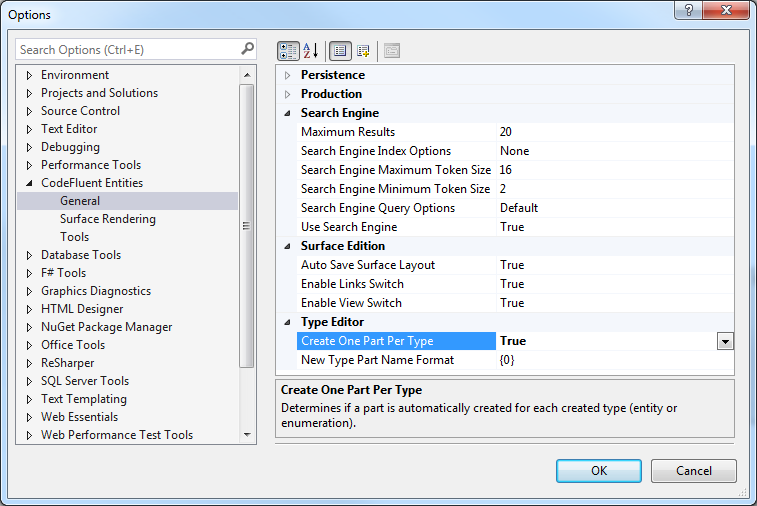 Options
Search Options (Ctrl+E)
Environment
Projects and Solutions
Source Control
Text Editor
Debugging
Performance Tools
CodeFluent Entities
General
Surface Rendering
Tools
Database Tools
F# Tools
Graphics Diagnostics
HTML Designer
NuGet Package Manager
Office Tools
ReSharper
SQL Server Tools
Text Templating
Web Essentials
Web Performance Test Tools
Persistence
Production
Search Engine
Maximum Results 20
Search Engine Index Options None
Search Engine Maximum Token Size 16
Search Engine Minimum Token Size 2
Search Engine Query Options Default
Use Search Engine True
Surface Edition
Auto Save Surface Layout True
Enable Links Switch True
Enable View Switch True
Type Editor
Create One Part Per Type True
New Type Part Name Format {0}
Create One Part Per Type
Determines if a part is automatically created for each created type (entity or
enumeration).
OK Cancel